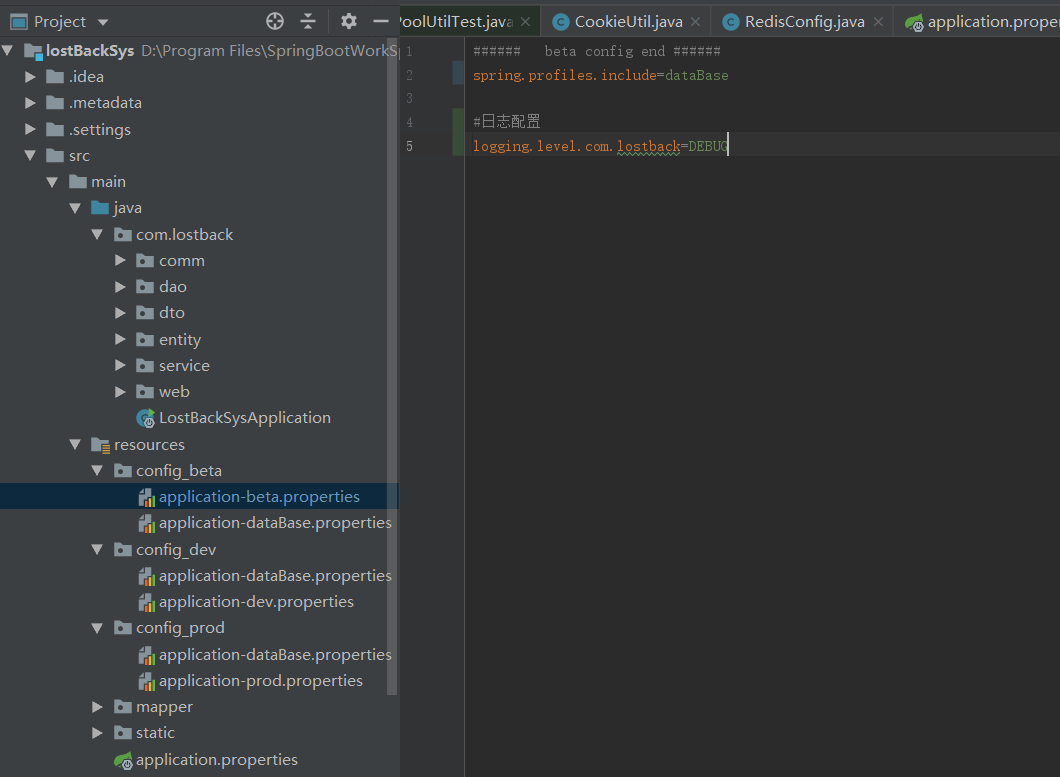 Project
PoolUtilTest.java
CookieUtil.java
RedisConfig.java
application.prope
lostBackSys D:\Program Files\SpringBootWorkS
.idea
.metadata
.settings
src
main
java
com.lostback
comm
dao
dto
entity
service
web
LostBackSysApplication
resources
config_beta
application-beta.properties
application-dataBase.properties
config_dev
application-dataBase.properties
application-dev.properties
config_prod
application-dataBase.properties
application-prod.properties
mapper
static
application.properties
1 ###### beta config end ######
2 spring.profiles.include=dataBase
3
4 #日志配置
5 logging.level.com.lostback=DEBUG